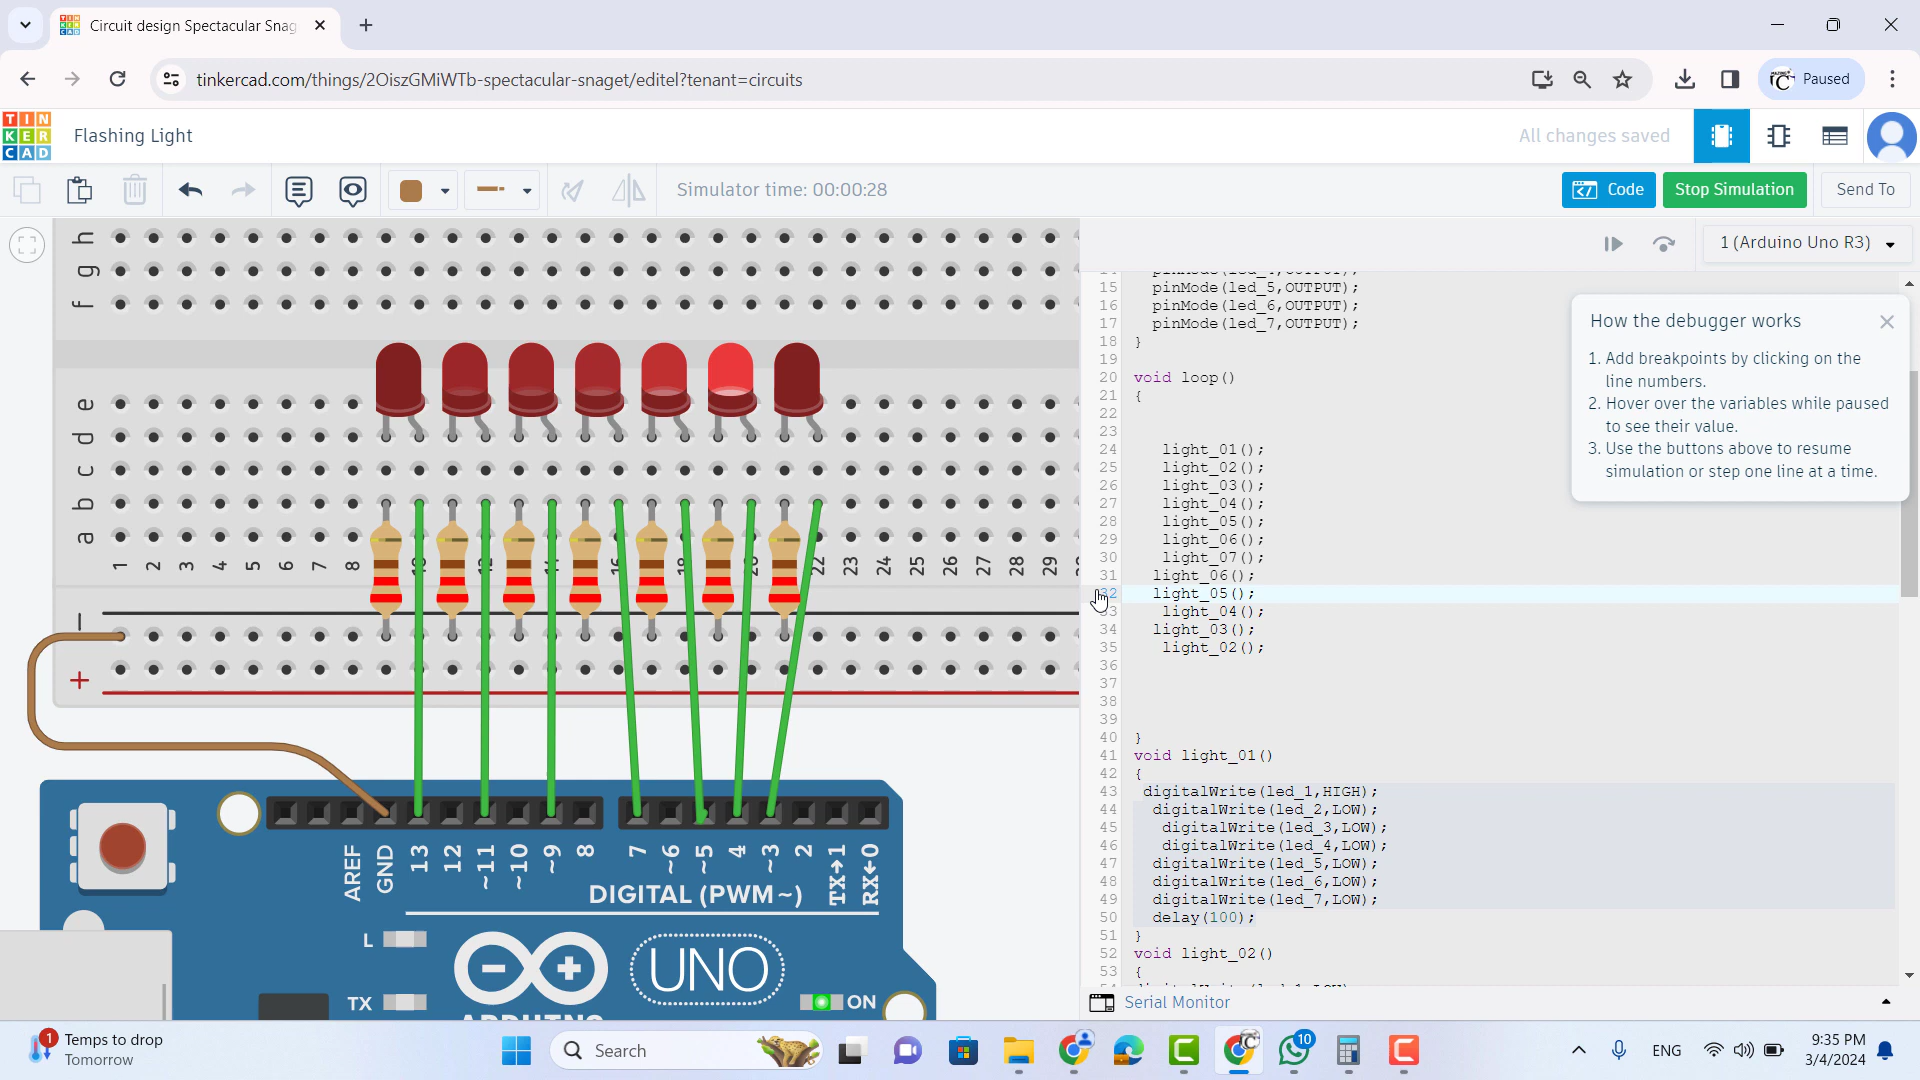 Circuit design Spectacular Snag
tinkercad.com/things/2OiszGMiWTb-spectacular-snaget/editel?tenant=circuits
Paused
TIN
KER
CAD
Flashing Light
All changes saved
Simulator time: 00:00:28
Code
Stop Simulation
Send To
1 (Arduino Uno R3)
How the debugger works
1. Add breakpoints by clicking on the
line numbers.
2. Hover over the variables while paused
to see their value.
3. Use the buttons above to resume
simulation or step one line at a time.
15 pinMode(led_5,OUTPUT);
16 pinMode(led_6,OUTPUT);
17 pinMode(led_7,OUTPUT);
18 }
19
20 void loop()
21 {
22
23
24 light_01();
25 light_02();
26 light_03();
27 light_04();
28 light_05();
29 light_06();
30 light_07();
31 light_06();
32 light_05();
33 light_04();
34 light_03();
35 light_02();
36
37
38
39
40 }
41 void light_01()
42 {
43 digitalWrite(led_1,HIGH);
44 digitalWrite(led_2,LOW);
45 digitalWrite(led_3,LOW);
46 digitalWrite(led_4,LOW);
47 digitalWrite(led_5,LOW);
48 digitalWrite(led_6,LOW);
49 digitalWrite(led_7,LOW);
50 delay(100);
51 }
52 void light_02()
53 {
Serial Monitor
h
g
f
e
d
c
b
a
1 2 3 4 5 6 7 8 10 12 14 16 20 22 23 24 25 26 27 28 29
−
+
AREF GND 13 12 ~11 ~10 ~9 8 7 ~6 ~5 4 ~3 2 TX→1 RX←0
DIGITAL (PWM~)
L
UNO
TX
ON
ARDUINO
1
Temps to drop
Tomorrow
Search
10
ENG
9:35 PM
3/4/2024